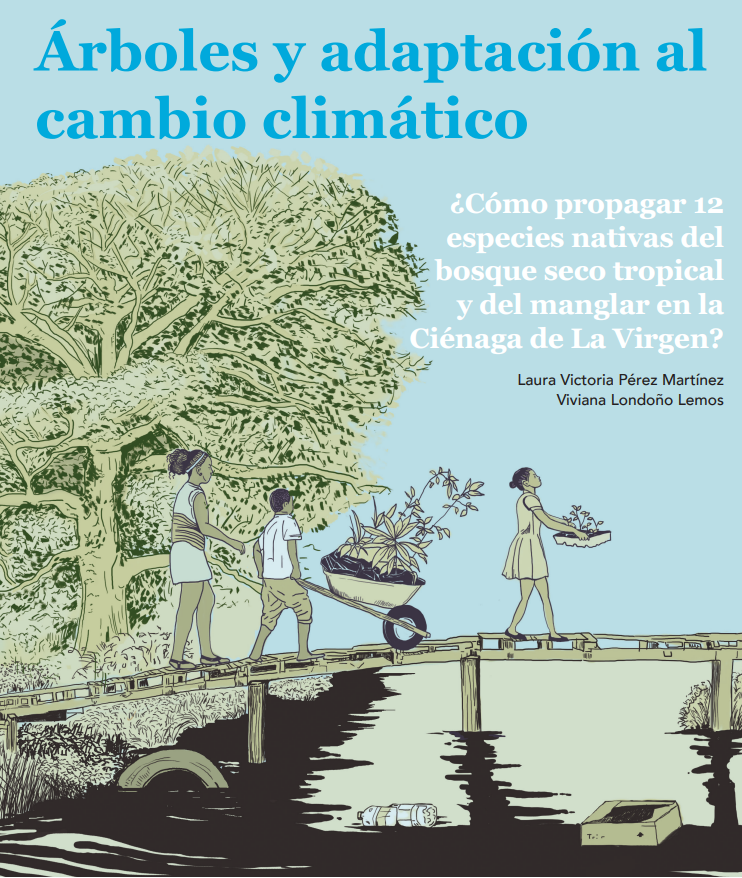 Árboles y adaptación al
cambio climático
¿Cómo propagar 12
especies nativas del
bosque seco tropical
y del manglar en la
Ciénaga de La Virgen?
Laura Victoria Pérez Martínez
Viviana Londoño Lemos